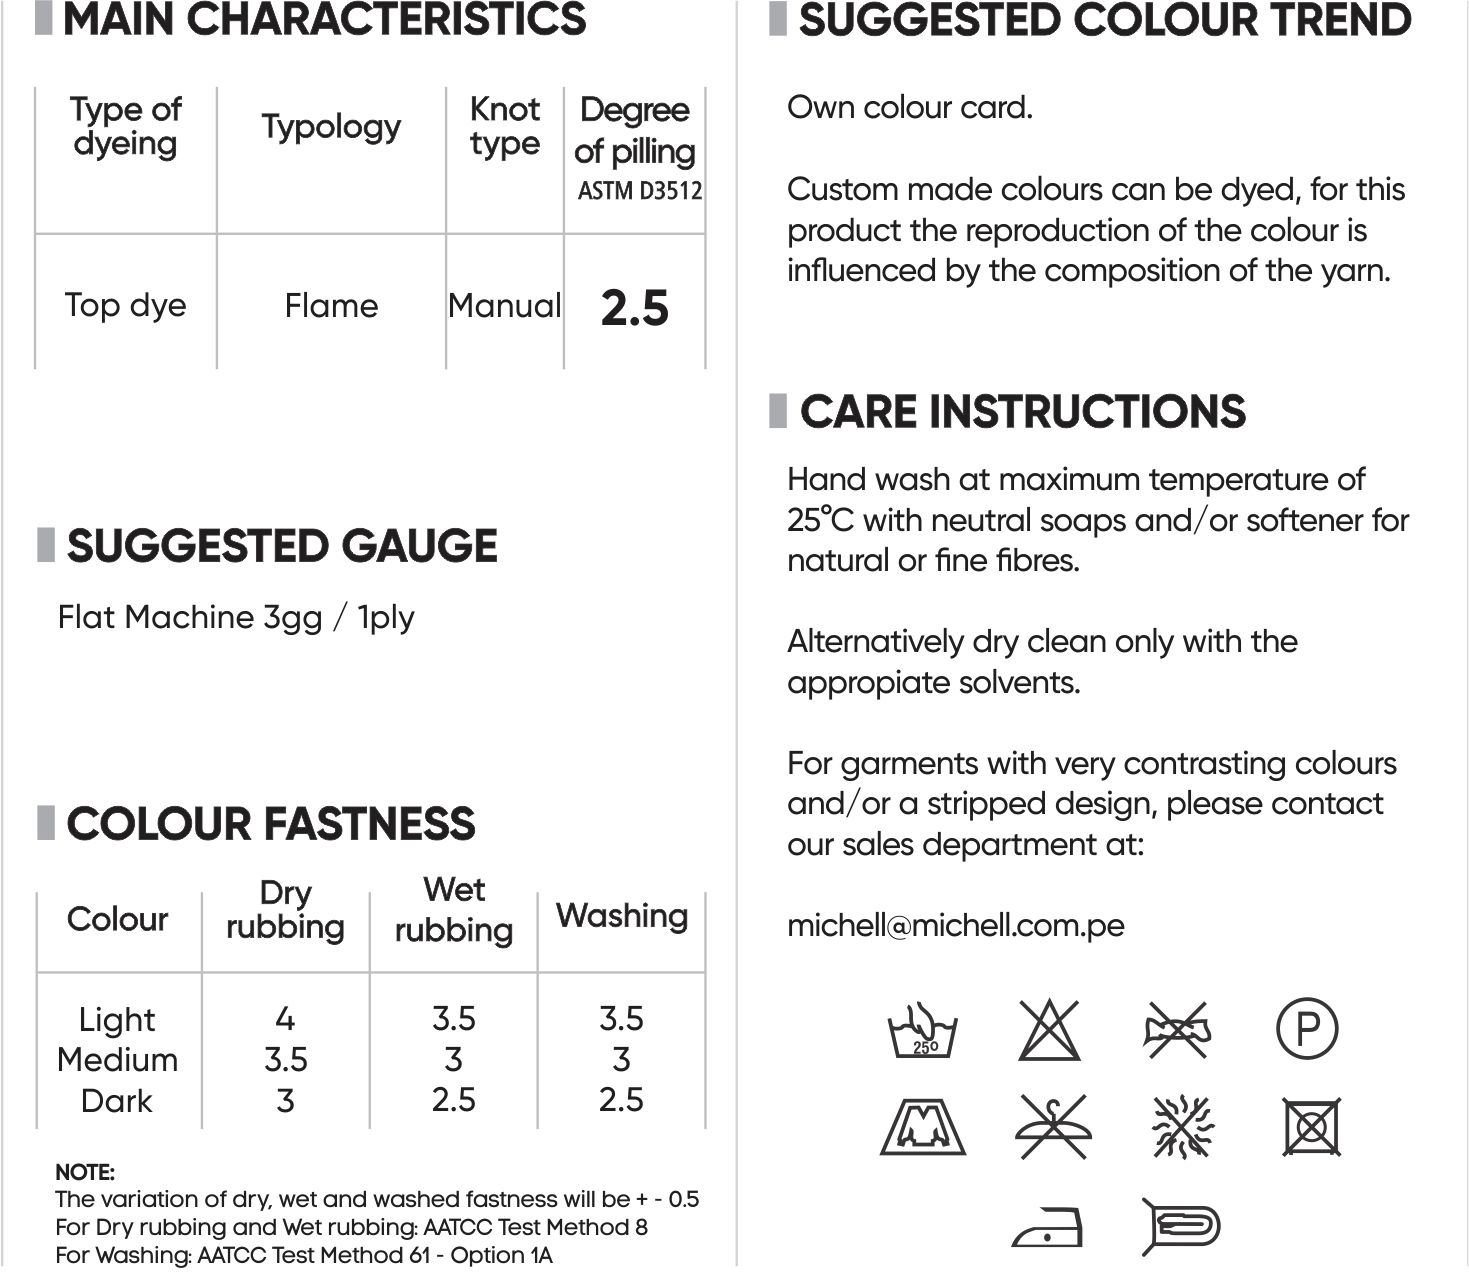 MAIN CHARACTERISTICS
Type of
dyeing
Typology
Knot
type
Degree
of pilling
ASTM D3512
Top dye
Flame
Manual
2.5
SUGGESTED GAUGE
Flat Machine 3gg / 1ply
COLOUR FASTNESS
Colour
Dry
rubbing
Wet
rubbing
Washing
Light 4 3.5 3.5
Medium 3.5 3 3
Dark 3 2.5 2.5
NOTE:
The variation of dry, wet and washed fastness will be + - 0.5
For Dry rubbing and Wet rubbing: AATCC Test Method 8
For Washing: AATCC Test Method 61 - Option 1A
SUGGESTED COLOUR TREND
Own colour card.
Custom made colours can be dyed, for this
product the reproduction of the colour is
influenced by the composition of the yarn.
CARE INSTRUCTIONS
Hand wash at maximum temperature of
25°C with neutral soaps and/or softener for
natural or fine fibres.
Alternatively dry clean only with the
appropiate solvents.
For garments with very contrasting colours
and/or a stripped design, please contact
our sales department at:
michell@michell.com.pe
25º
P